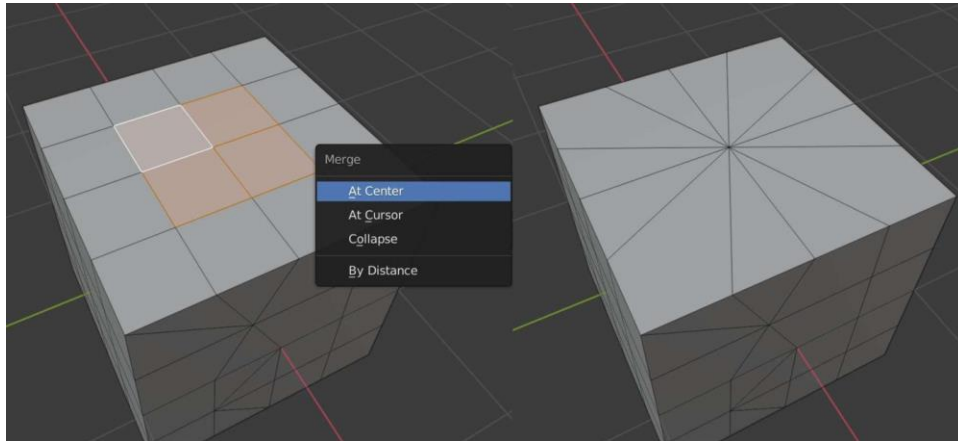 Merge
At Center
At Cursor
Collapse
By Distance